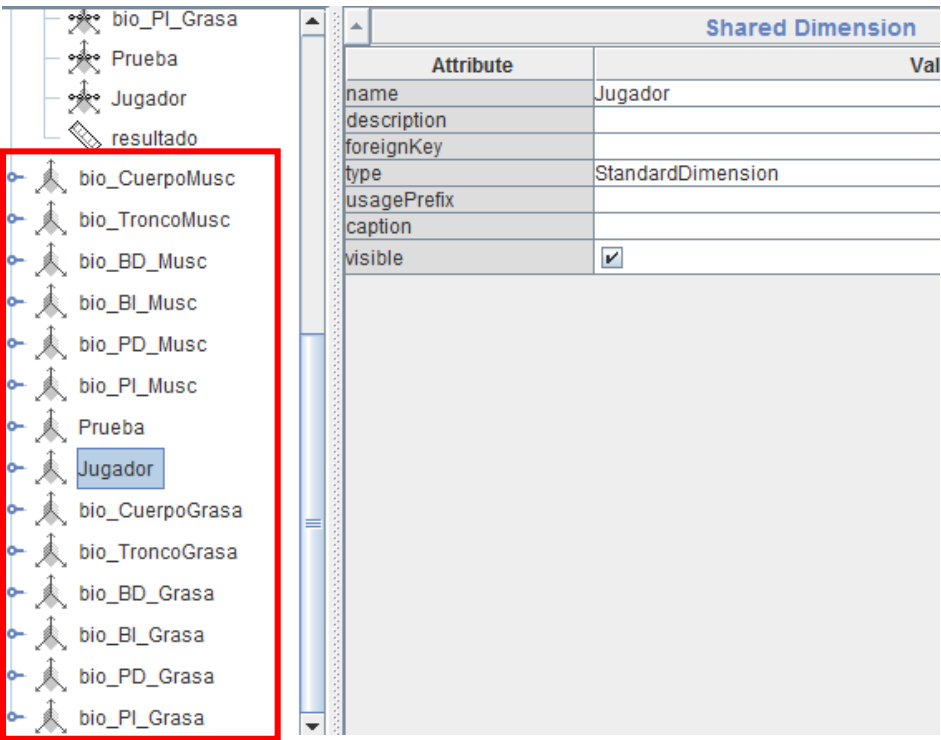 bio_PI_Grasa
Prueba
Jugador
resultado
bio_CuerpoMusc
bio_TroncoMusc
bio_BD_Musc
bio_BI_Musc
bio_PD_Musc
bio_PI_Musc
Prueba
Jugador
bio_CuerpoGrasa
bio_TroncoGrasa
bio_BD_Grasa
bio_BI_Grasa
bio_PD_Grasa
bio_PI_Grasa
Shared Dimension
Attribute Val
name Jugador
description
foreignKey
type StandardDimension
usagePrefix
caption
visible